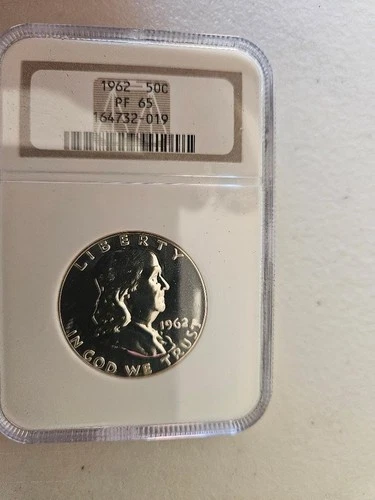 1962 50C
PF 65
164732-019
LIBERTY
1962
IN GOD WE TRUST